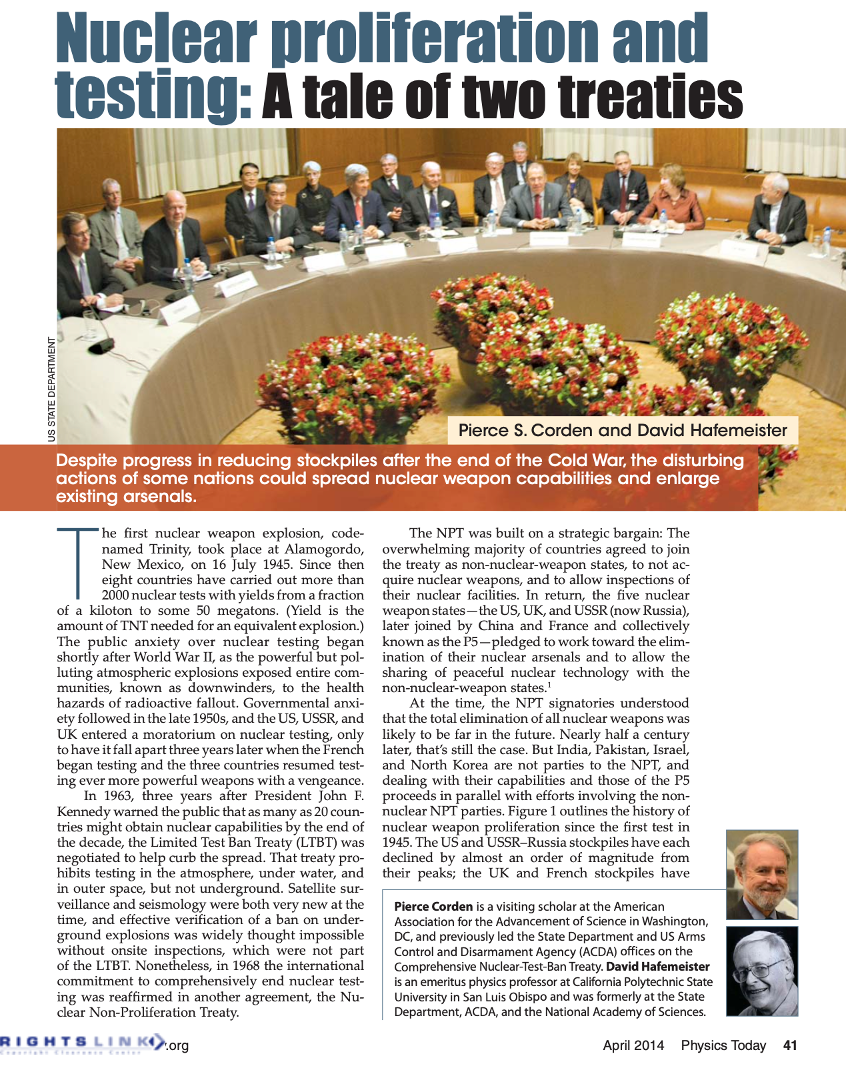 Nuclear proliferation and
testing: A tale of two treaties
US STATE DEPARTMENT
Pierce S. Corden and David Hafemeister
Despite progress in reducing stockpiles after the end of the Cold War, the disturbing
actions of some nations could spread nuclear weapon capabilities and enlarge
existing arsenals.
The first nuclear weapon explosion, code-
named Trinity, took place at Alamogordo,
New Mexico, on 16 July 1945. Since then
eight countries have carried out more than
2000 nuclear tests with yields from a fraction
of a kiloton to some 50 megatons. (Yield is the
amount of TNT needed for an equivalent explosion.)
The public anxiety over nuclear testing began
shortly after World War II, as the powerful but pol-
luting atmospheric explosions exposed entire com-
munities, known as downwinders, to the health
hazards of radioactive fallout. Governmental anxi-
ety followed in the late 1950s, and the US, USSR, and
UK entered a moratorium on nuclear testing, only
to have it fall apart three years later when the French
began testing and the three countries resumed test-
ing ever more powerful weapons with a vengeance.
In 1963, three years after President John F.
Kennedy warned the public that as many as 20 coun-
tries might obtain nuclear capabilities by the end of
the decade, the Limited Test Ban Treaty (LTBT) was
negotiated to help curb the spread. That treaty pro-
hibits testing in the atmosphere, under water, and
in outer space, but not underground. Satellite sur-
veillance and seismology were both very new at the
time, and effective verification of a ban on under-
ground explosions was widely thought impossible
without onsite inspections, which were not part
of the LTBT. Nonetheless, in 1968 the international
commitment to comprehensively end nuclear test-
ing was reaffirmed in another agreement, the Nu-
clear Non-Proliferation Treaty.
The NPT was built on a strategic bargain: The
overwhelming majority of countries agreed to join
the treaty as non-nuclear-weapon states, to not ac-
quire nuclear weapons, and to allow inspections of
their nuclear facilities. In return, the five nuclear
weapon states—the US, UK, and USSR (now Russia),
later joined by China and France and collectively
known as the P5—pledged to work toward the elim-
ination of their nuclear arsenals and to allow the
sharing of peaceful nuclear technology with the
non-nuclear-weapon states.¹
At the time, the NPT signatories understood
that the total elimination of all nuclear weapons was
likely to be far in the future. Nearly half a century
later, that's still the case. But India, Pakistan, Israel,
and North Korea are not parties to the NPT, and
dealing with their capabilities and those of the P5
proceeds in parallel with efforts involving the non-
nuclear NPT parties. Figure 1 outlines the history of
nuclear weapon proliferation since the first test in
1945. The US and USSR–Russia stockpiles have each
declined by almost an order of magnitude from
their peaks; the UK and French stockpiles have
Pierce Corden is a visiting scholar at the American
Association for the Advancement of Science in Washington,
DC, and previously led the State Department and US Arms
Control and Disarmament Agency (ACDA) offices on the
Comprehensive Nuclear-Test-Ban Treaty. David Hafemeister
is an emeritus physics professor at California Polytechnic State
University in San Luis Obispo and was formerly at the State
Department, ACDA, and the National Academy of Sciences.
RIGHTSLINK
Copyright Clearance Center
.org
April 2014 Physics Today 41